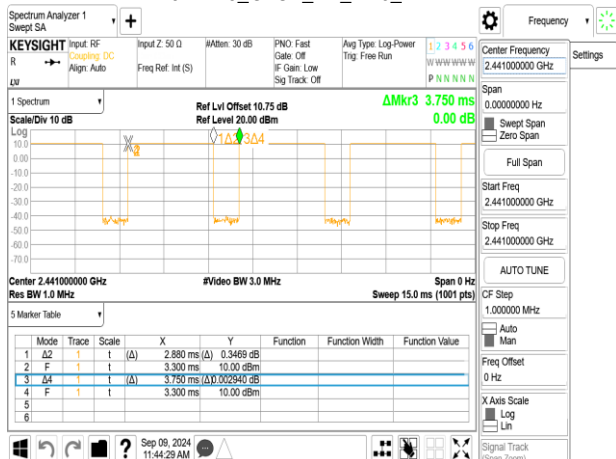 Spectrum Analyzer 1
Swept SA
Frequency
KEYSIGHT Input: RF Input Z: 50 Ω #Atten: 30 dB PNO: Fast Avg Type: Log-Power 1 2 3 4 5 6
R Coupling: DC Gate: Off Trig: Free Run W W W W W W
Align: Auto Freq Ref: Int (S) IF Gain: Low
Sig Track: Off P N N N N N
Center Frequency
2.441000000 GHz
Settings
Span
0.00000000 Hz
Swept Span
Zero Span
Full Span
Start Freq
2.441000000 GHz
Stop Freq
2.441000000 GHz
AUTO TUNE
CF Step
1.000000 MHz
Auto
Man
Freq Offset
0 Hz
X Axis Scale
Log
Lin
Signal Track
(Span Zoom)
1 Spectrum
Scale/Div 10 dB
Ref Lvl Offset 10.75 dB
Ref Level 20.00 dBm
ΔMkr3 3.750 ms
0.00 dB
Log
10.0
0.00
-10.0
-20.0
-30.0
-40.0
-50.0
-60.0
-70.0
1Δ2 3Δ4
Center 2.441000000 GHz #Video BW 3.0 MHz Span 0 Hz
Res BW 1.0 MHz Sweep 15.0 ms (1001 pts)
5 Marker Table
Mode Trace Scale X Y Function Function Width Function Value
1 Δ2 1 t (Δ) 2.880 ms (Δ) 0.3469 dB
2 F 1 t 3.300 ms 10.00 dBm
3 Δ4 1 t (Δ) 3.750 ms (Δ) 0.002940 dB
4 F 1 t 3.300 ms 10.00 dBm
5
6
Sep 09, 2024
11:44:29 AM